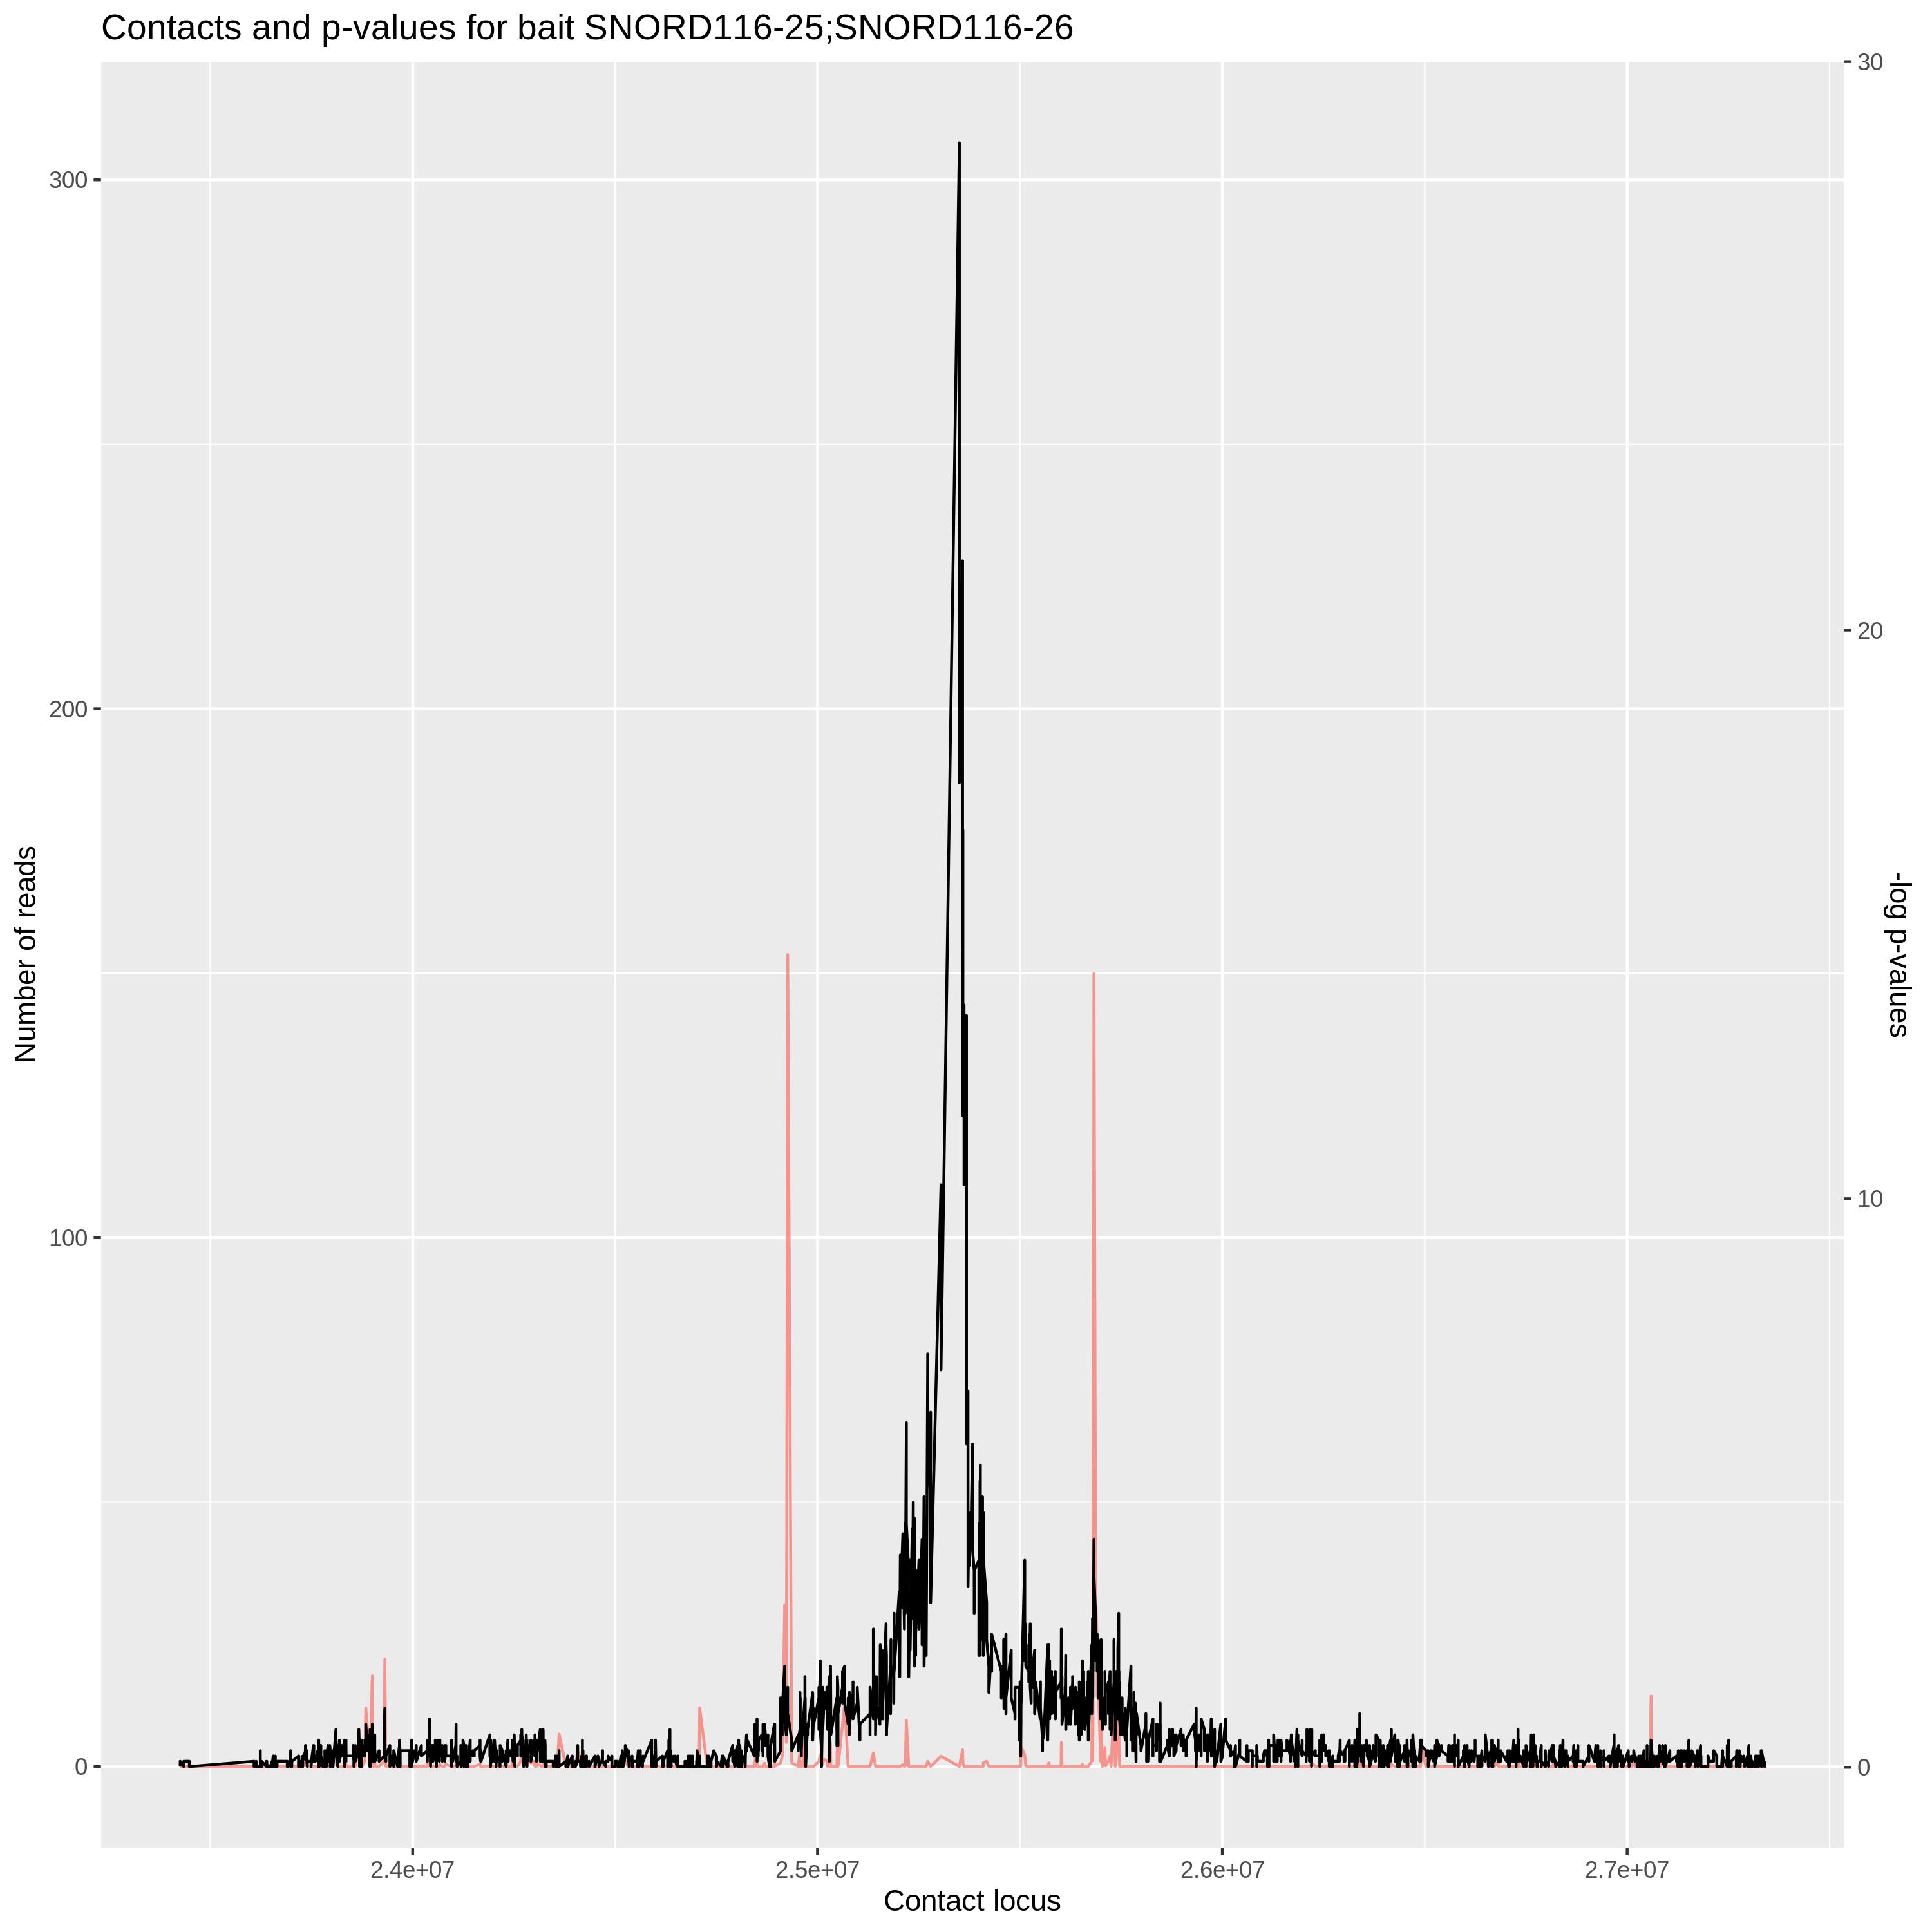 Contacts and p-values for bait SNORD116-25;SNORD116-26
30
300
20
200
Number of reads
-log p-values
10
100
0
0
2.4e+07
2.5e+07
2.6e+07
2.7e+07
Contact locus